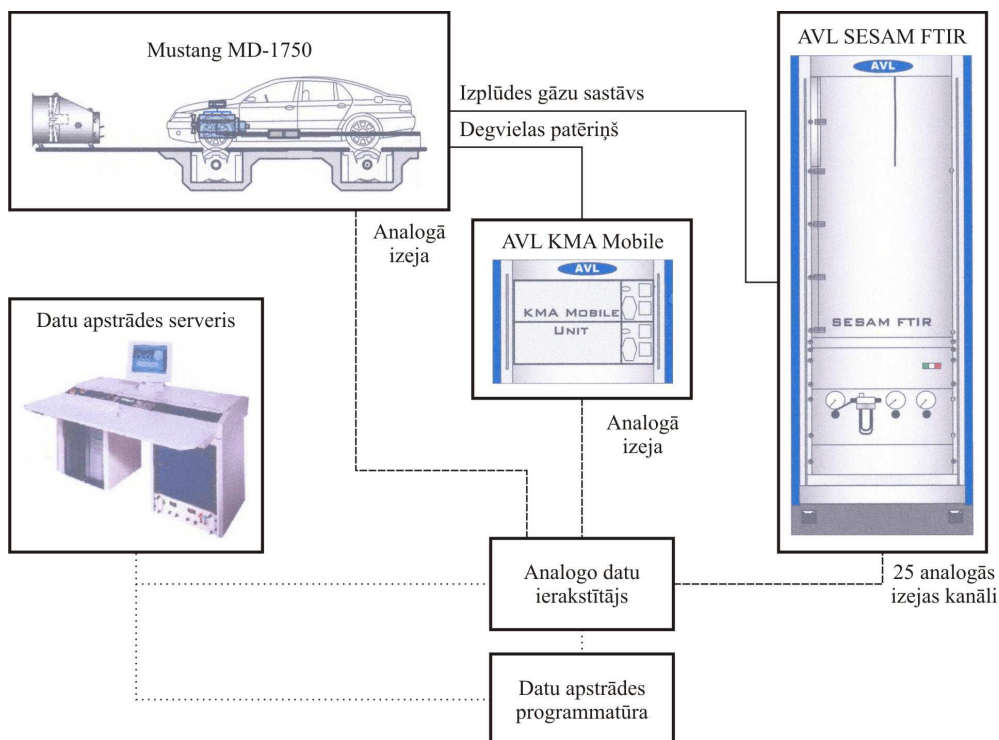 Mustang MD-1750
AVL SESAM FTIR
AVL
Izplūdes gāzu sastāvs
Degvielas patēriņš
Analogā
izeja
AVL KMA Mobile
AVL
KMA MOBILE
UNIT
SESAM FTIR
Datu apstrādes serveris
Analogā
izeja
Analogo datu
ierakstītājs
25 analogās
izejas kanāli
Datu apstrādes
programmatūra